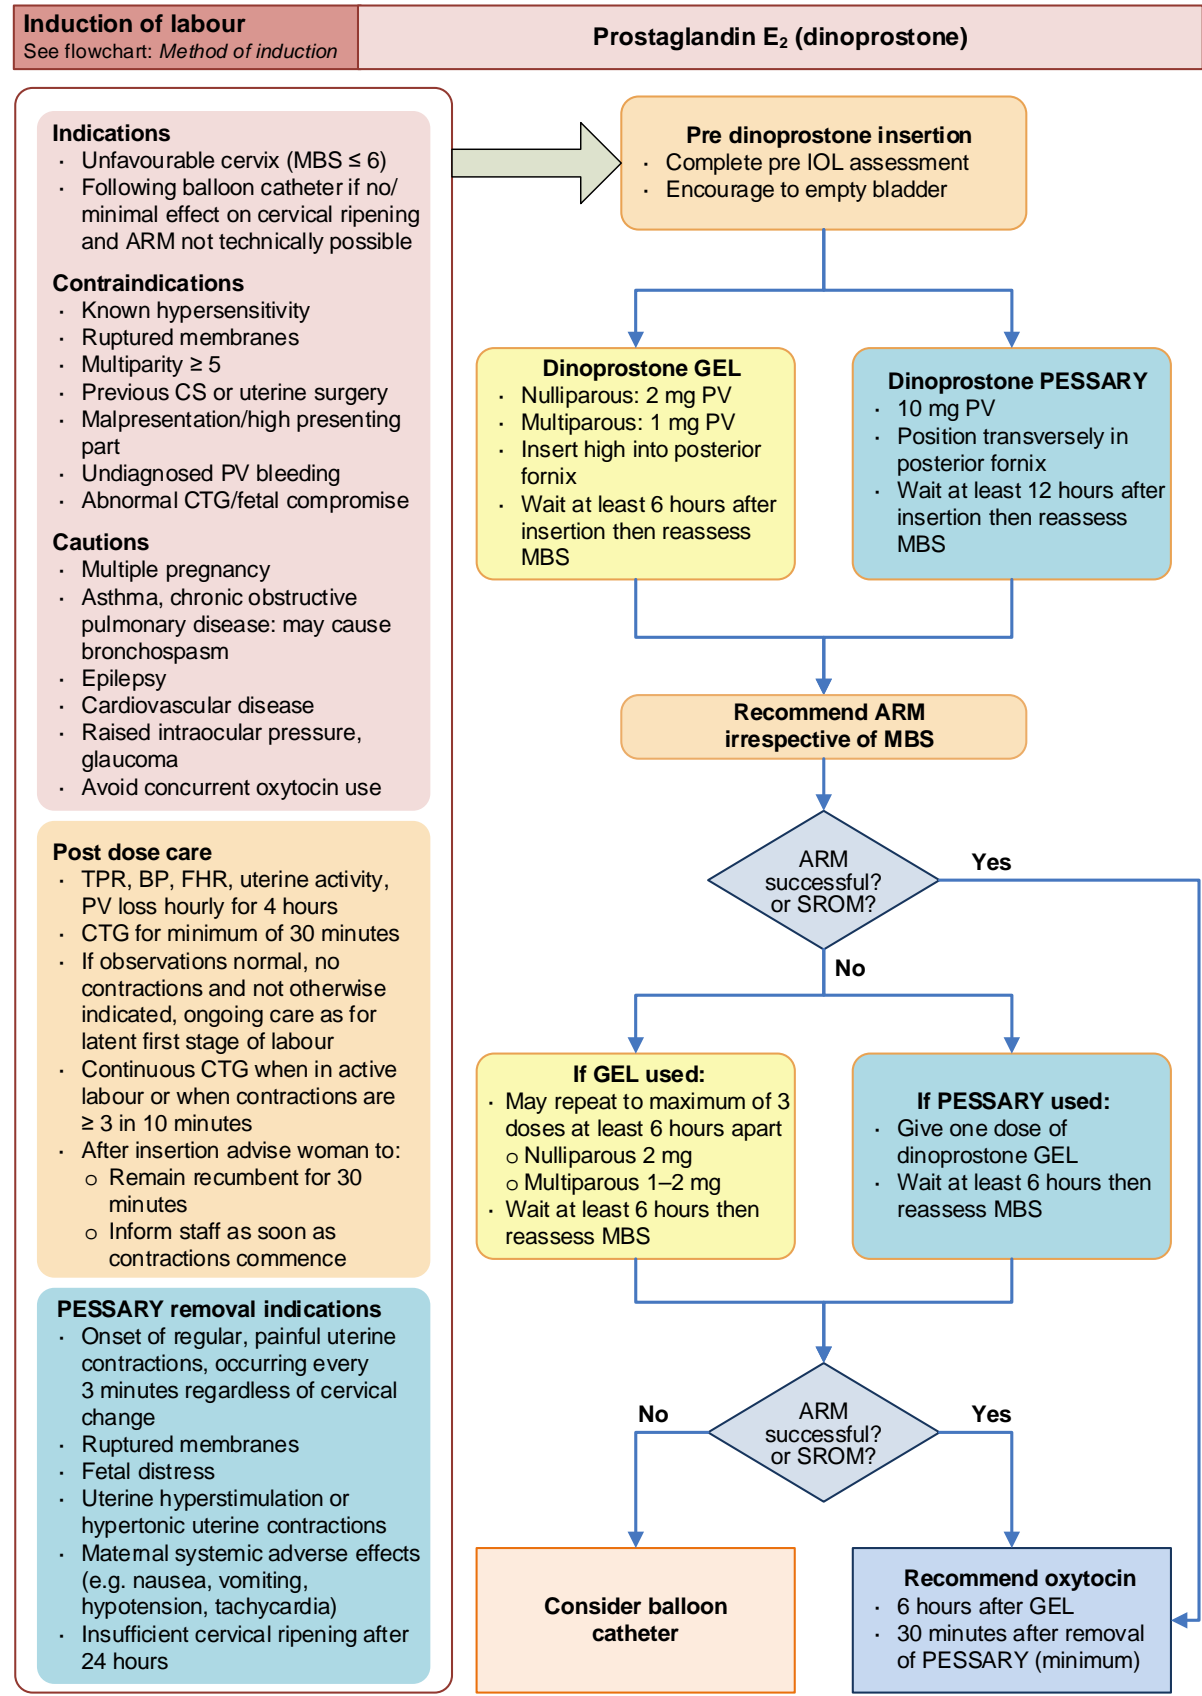 Induction of labour
See flowchart: Method of induction
Prostaglandin E₂ (dinoprostone)
Indications
· Unfavourable cervix (MBS ≤ 6)
· Following balloon catheter if no/
minimal effect on cervical ripening
and ARM not technically possible
Contraindications
· Known hypersensitivity
· Ruptured membranes
· Multiparity ≥ 5
· Previous CS or uterine surgery
· Malpresentation/high presenting
part
· Undiagnosed PV bleeding
· Abnormal CTG/fetal compromise
Cautions
· Multiple pregnancy
· Asthma, chronic obstructive
pulmonary disease: may cause
bronchospasm
· Epilepsy
· Cardiovascular disease
· Raised intraocular pressure,
glaucoma
· Avoid concurrent oxytocin use
Post dose care
· TPR, BP, FHR, uterine activity,
PV loss hourly for 4 hours
· CTG for minimum of 30 minutes
· If observations normal, no
contractions and not otherwise
indicated, ongoing care as for
latent first stage of labour
· Continuous CTG when in active
labour or when contractions are
≥ 3 in 10 minutes
· After insertion advise woman to:
o Remain recumbent for 30
minutes
o Inform staff as soon as
contractions commence
PESSARY removal indications
· Onset of regular, painful uterine
contractions, occurring every
3 minutes regardless of cervical
change
· Ruptured membranes
· Fetal distress
· Uterine hyperstimulation or
hypertonic uterine contractions
· Maternal systemic adverse effects
(e.g. nausea, vomiting,
hypotension, tachycardia)
· Insufficient cervical ripening after
24 hours
Pre dinoprostone insertion
· Complete pre IOL assessment
· Encourage to empty bladder
Dinoprostone GEL
· Nulliparous: 2 mg PV
· Multiparous: 1 mg PV
· Insert high into posterior
fornix
· Wait at least 6 hours after
insertion then reassess
MBS
Dinoprostone PESSARY
· 10 mg PV
· Position transversely in
posterior fornix
· Wait at least 12 hours after
insertion then reassess
MBS
Recommend ARM
irrespective of MBS
ARM
successful?
or SROM?
Yes
No
If GEL used:
· May repeat to maximum of 3
doses at least 6 hours apart
o Nulliparous 2 mg
o Multiparous 1–2 mg
· Wait at least 6 hours then
reassess MBS
If PESSARY used:
· Give one dose of
dinoprostone GEL
· Wait at least 6 hours then
reassess MBS
ARM
successful?
or SROM?
No
Yes
Consider balloon
catheter
Recommend oxytocin
· 6 hours after GEL
· 30 minutes after removal
of PESSARY (minimum)